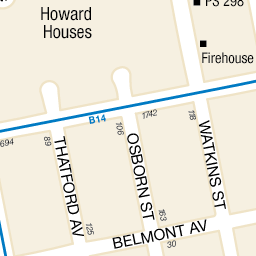 PS 298
Howard
Houses
Firehouse
B14
1742
118
106
694
89
THATFORD AV
OSBORN ST
WATKINS ST
125
163
BELMONT AV
30